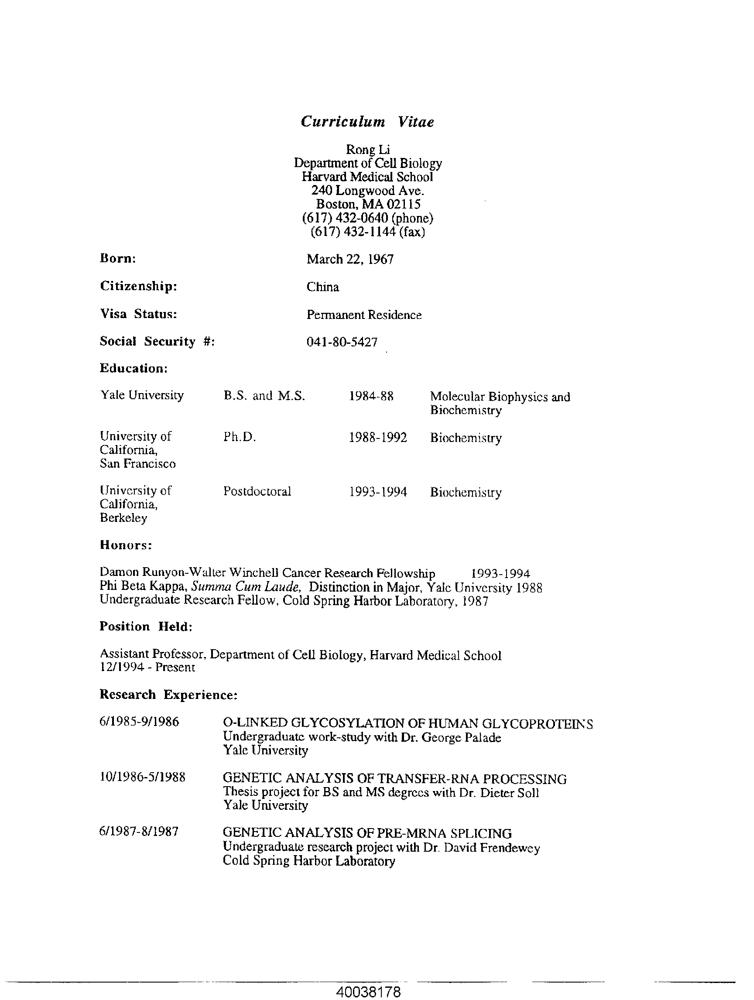 Curriculum Vitae
Rong Li
Department of Cell Biology
Harvard Medical School
240 Longwood Ave.
Boston, MA 02115
(617) 432-0640 (phone)
(617) 432-1144 (fax)
Born: March 22, 1967
Citizenship: China
Visa Status: Permanent Residence
Social Security #: 041-80-5427
Education:
Yale University B.S. and M.S. 1984-88 Molecular Biophysics and
Biochemistry
University of Ph.D. 1988-1992 Biochemistry
California,
San Francisco
University of Postdoctoral 1993-1994 Biochemistry
California,
Berkeley
Honors:
Damon Runyon-Walter Winchell Cancer Research Fellowship 1993-1994
Phi Beta Kappa, Summa Cum Laude, Distinction in Major, Yale University 1988
Undergraduate Research Fellow, Cold Spring Harbor Laboratory, 1987
Position Held:
Assistant Professor, Department of Cell Biology, Harvard Medical School
12/1994 - Present
Research Experience:
6/1985-9/1986 O-LINKED GLYCOSYLATION OF HUMAN GLYCOPROTEINS
Undergraduate work-study with Dr. George Palade
Yale University
10/1986-5/1988 GENETIC ANALYSIS OF TRANSFER-RNA PROCESSING
Thesis project for BS and MS degrees with Dr. Dieter Soll
Yale University
6/1987-8/1987 GENETIC ANALYSIS OF PRE-MRNA SPLICING
Undergraduate research project with Dr. David Frendewey
Cold Spring Harbor Laboratory
40038178